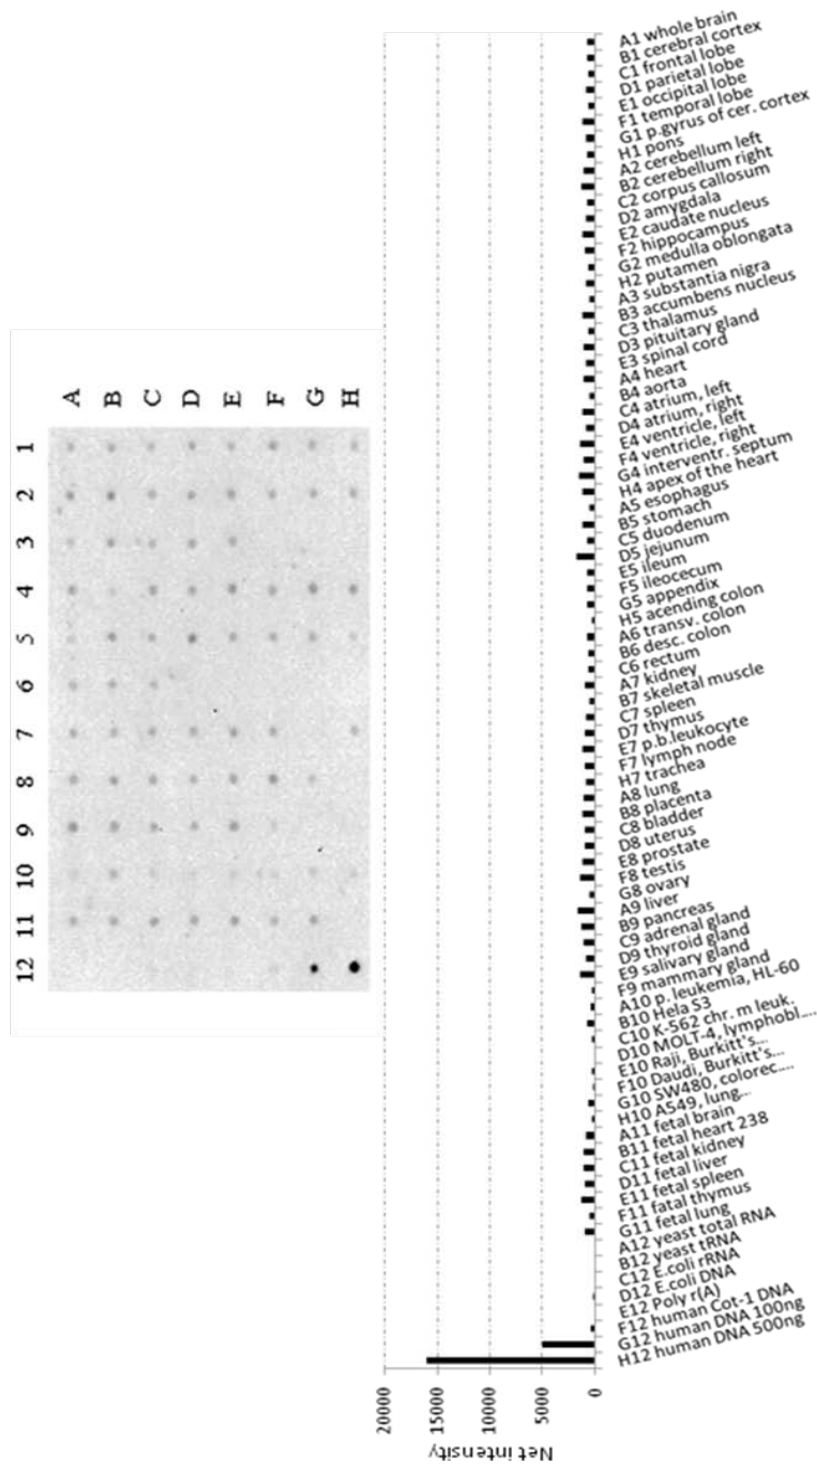 A B C D E F G H
1
2
3
4
5
6
7
8
9
10
11
12
A1 whole brain
B1 cerebral cortex
C1 frontal lobe
D1 parietal lobe
E1 occipital lobe
F1 temporal lobe
G1 p.gyrus of cer. cortex
H1 pons
A2 cerebellum left
B2 cerebellum right
C2 corpus callosum
D2 amygdala
E2 caudate nucleus
F2 hippocampus
G2 medulla oblongata
H2 putamen
A3 substantia nigra
B3 accumbens nucleus
C3 thalamus
D3 pituitary gland
E3 spinal cord
A4 heart
B4 aorta
C4 atrium, left
D4 atrium, right
E4 ventricle, left
F4 ventricle, right
G4 interventr. septum
H4 apex of the heart
A5 esophagus
B5 stomach
C5 duodenum
D5 jejunum
E5 ileum
F5 ileocecum
G5 appendix
H5 acending colon
A6 transv. colon
B6 desc. colon
C6 rectum
A7 kidney
B7 skeletal muscle
C7 spleen
D7 thymus
E7 p.b.leukocyte
F7 lymph node
H7 trachea
A8 lung
B8 placenta
C8 bladder
D8 uterus
E8 prostate
F8 testis
G8 ovary
A9 liver
B9 pancreas
C9 adrenal gland
D9 thyroid gland
E9 salivary gland
F9 mammary gland
A10 p. leukemia, HL-60
B10 Hela S3
C10 K-562 chr. m leuk.
D10 MOLT-4, lymphobl....
E10 Raji, Burkitt's...
F10 Daudi, Burkitt's...
G10 SW480, colorec....
H10 A549, lung...
A11 fetal brain
B11 fetal heart 238
C11 fetal kidney
D11 fetal liver
E11 fetal spleen
F11 fatal thymus
G11 fetal lung
A12 yeast total RNA
B12 yeast tRNA
C12 E.coli rRNA
D12 E.coli DNA
E12 Poly r(A)
F12 human Cot-1 DNA
G12 human DNA 100ng
H12 human DNA 500ng
20000
15000
10000
5000
0
Net intensity